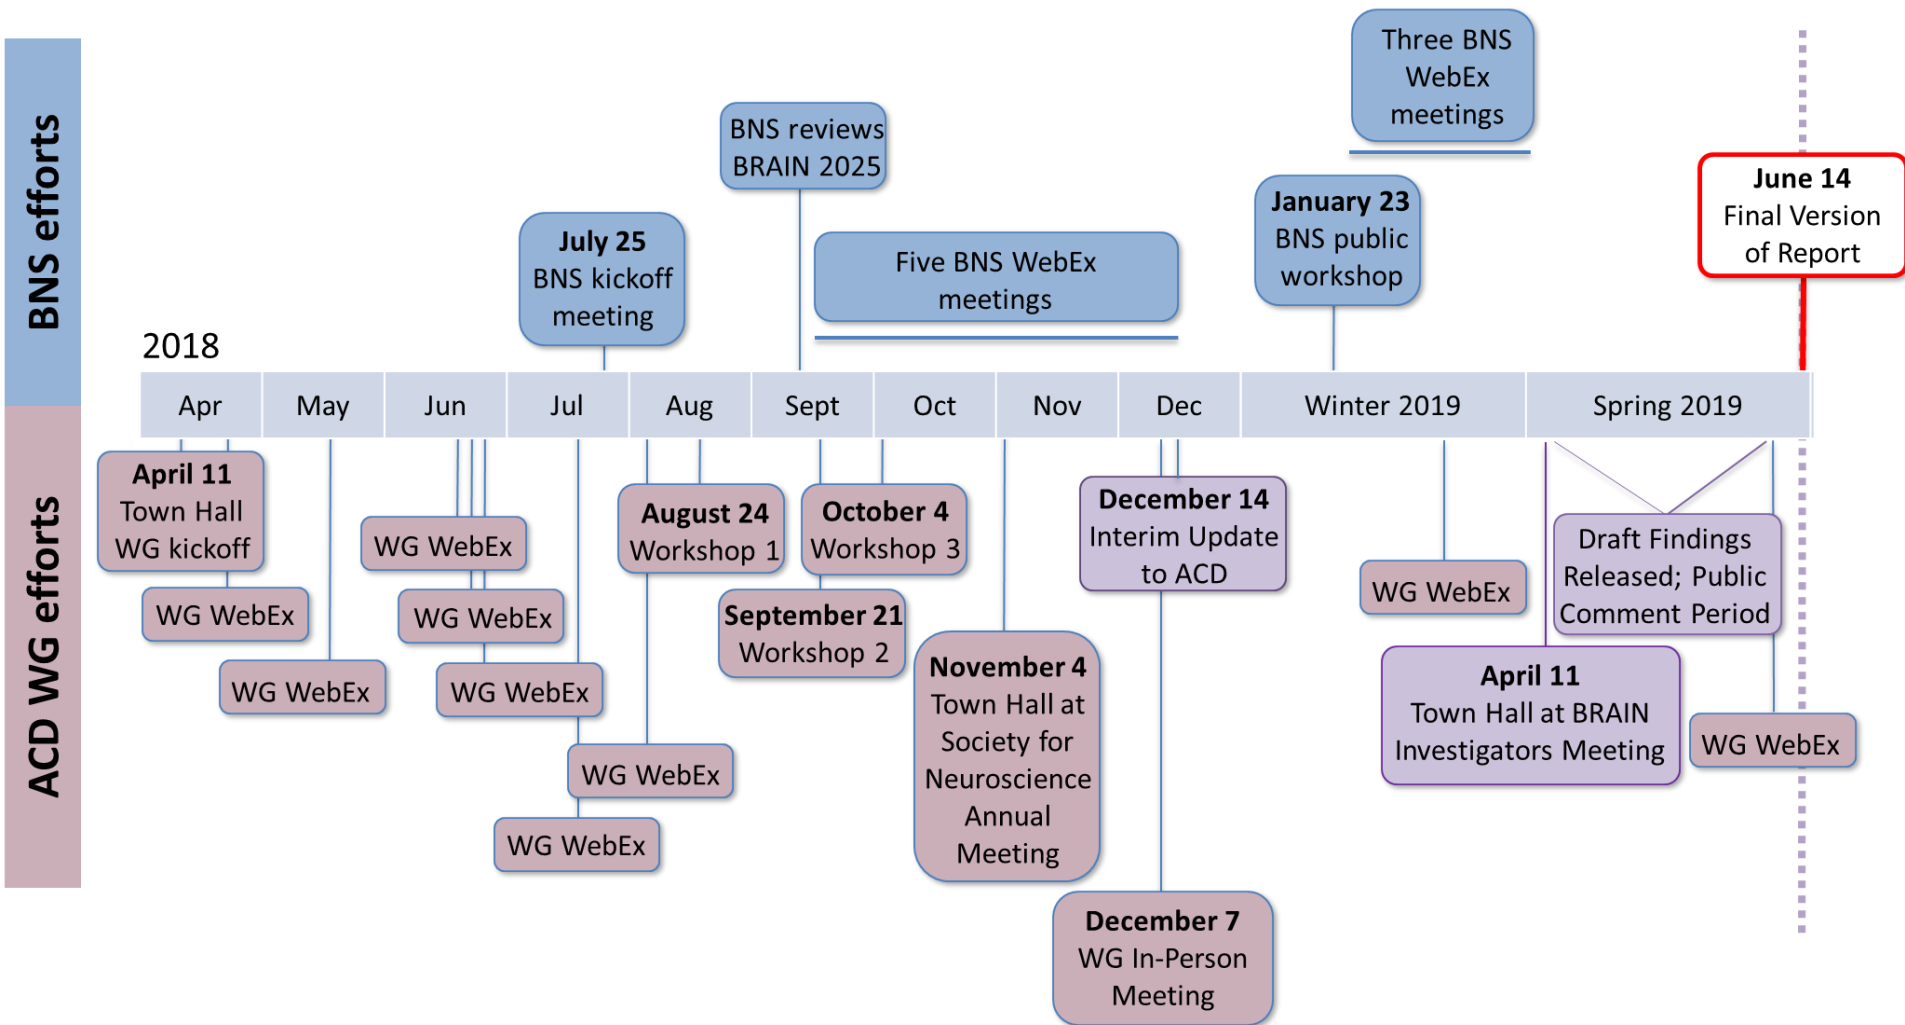 BNS efforts
ACD WG efforts
Three BNS
WebEx
meetings
BNS reviews
BRAIN 2025
June 14
Final Version
of Report
January 23
BNS public
workshop
July 25
BNS kickoff
meeting
Five BNS WebEx
meetings
2018
Apr
May
Jun
Jul
Aug
Sept
Oct
Nov
Dec
Winter 2019
Spring 2019
April 11
Town Hall
WG kickoff
WG WebEx
WG WebEx
WG WebEx
WG WebEx
WG WebEx
WG WebEx
WG WebEx
August 24
Workshop 1
October 4
Workshop 3
September 21
Workshop 2
November 4
Town Hall at
Society for
Neuroscience
Annual
Meeting
December 14
Interim Update
to ACD
December 7
WG In-Person
Meeting
WG WebEx
Draft Findings
Released; Public
Comment Period
April 11
Town Hall at BRAIN
Investigators Meeting
WG WebEx